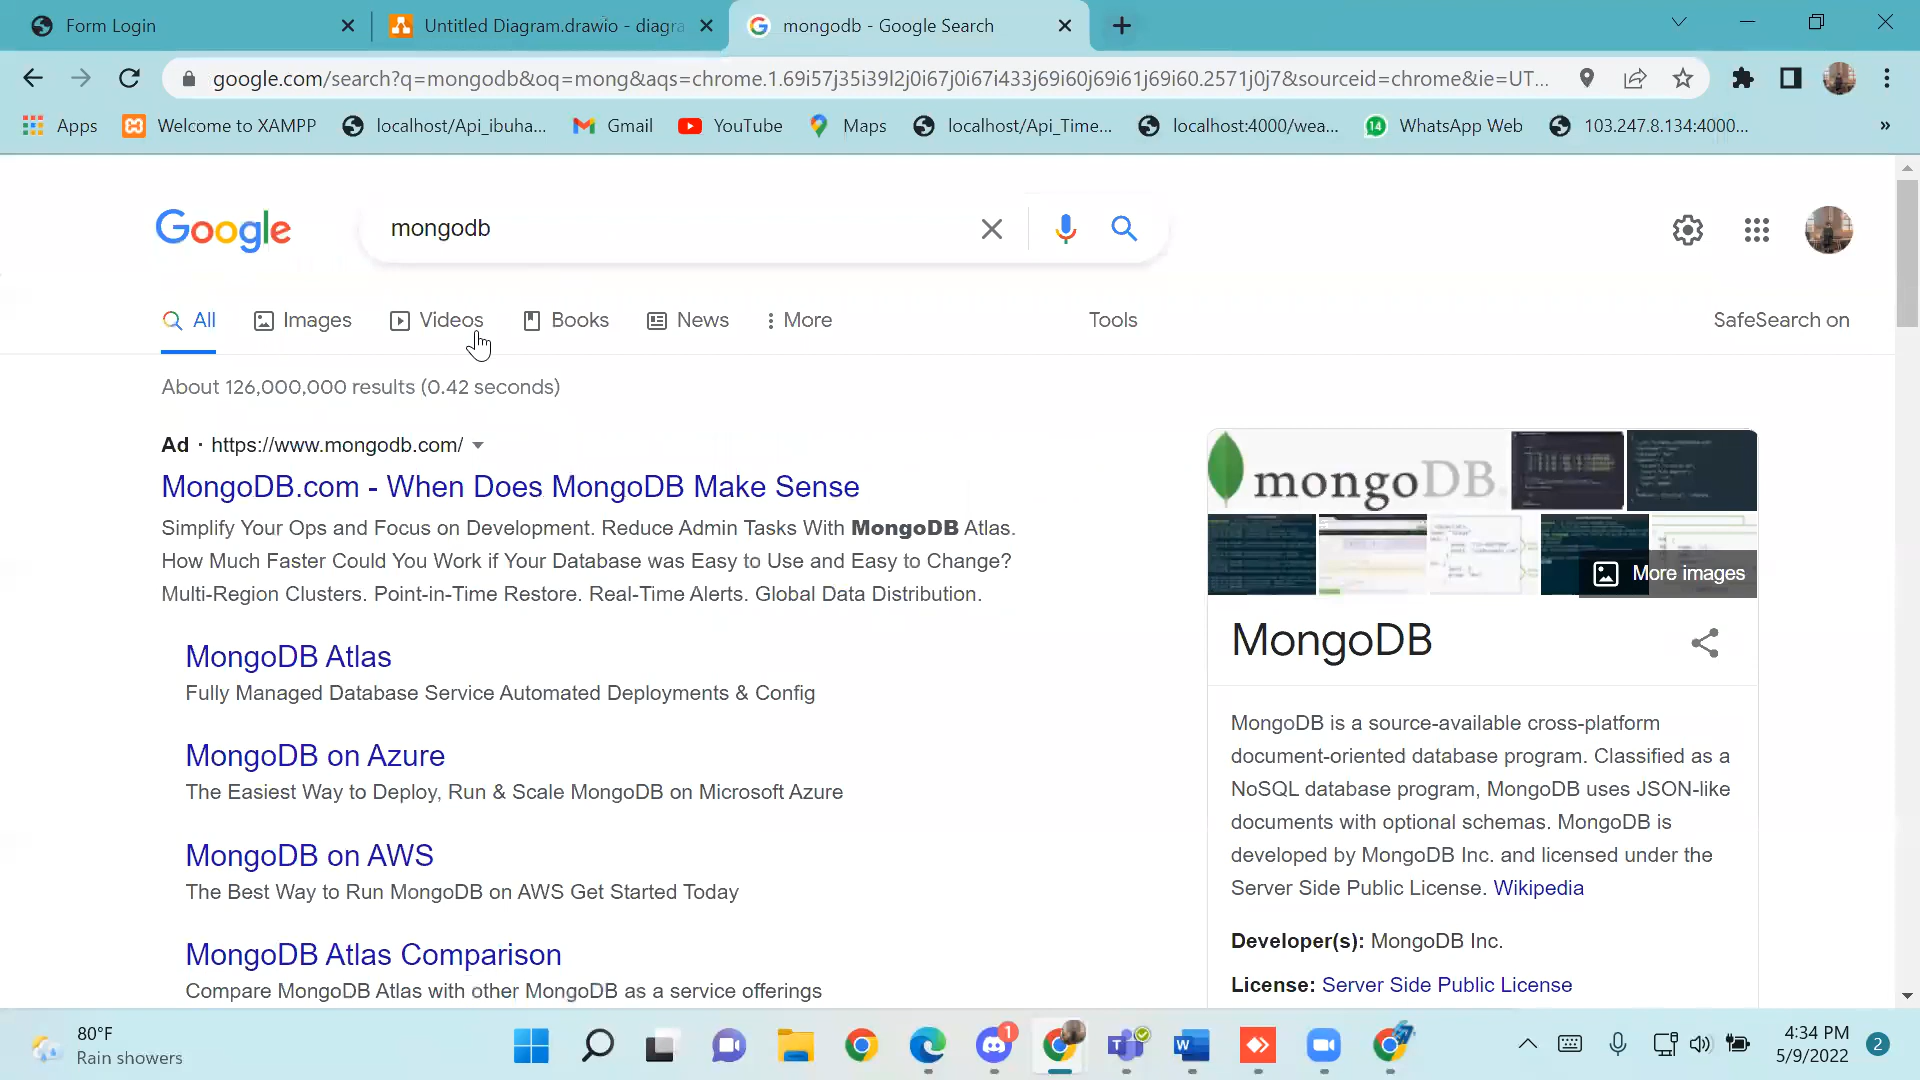 Form Login
Untitled Diagram.drawio - diagra
mongodb - Google Search
google.com/search?q=mongodb&oq=mong&aqs=chrome.1.69i57j35i39l2j0i67j0i67i433j69i60j69i61j69i60.2571j0j7&sourceid=chrome&ie=UT...
Apps
Welcome to XAMPP
localhost/Api_ibuha...
Gmail
YouTube
Maps
localhost/Api_Time...
localhost:4000/wea...
14
WhatsApp Web
103.247.8.134:4000...
»
Google
mongodb
All
Images
Videos
Books
News
More
Tools
SafeSearch on
About 126,000,000 results (0.42 seconds)
Ad · https://www.mongodb.com/
MongoDB.com - When Does MongoDB Make Sense
Simplify Your Ops and Focus on Development. Reduce Admin Tasks With MongoDB Atlas.
How Much Faster Could You Work if Your Database was Easy to Use and Easy to Change?
Multi-Region Clusters. Point-in-Time Restore. Real-Time Alerts. Global Data Distribution.
MongoDB Atlas
Fully Managed Database Service Automated Deployments & Config
MongoDB on Azure
The Easiest Way to Deploy, Run & Scale MongoDB on Microsoft Azure
MongoDB on AWS
The Best Way to Run MongoDB on AWS Get Started Today
MongoDB Atlas Comparison
Compare MongoDB Atlas with other MongoDB as a service offerings
mongoDB.
More images
MongoDB
MongoDB is a source-available cross-platform
document-oriented database program. Classified as a
NoSQL database program, MongoDB uses JSON-like
documents with optional schemas. MongoDB is
developed by MongoDB Inc. and licensed under the
Server Side Public License. Wikipedia
Developer(s): MongoDB Inc.
License: Server Side Public License
80°F
Rain showers
1
4:34 PM
5/9/2022
2